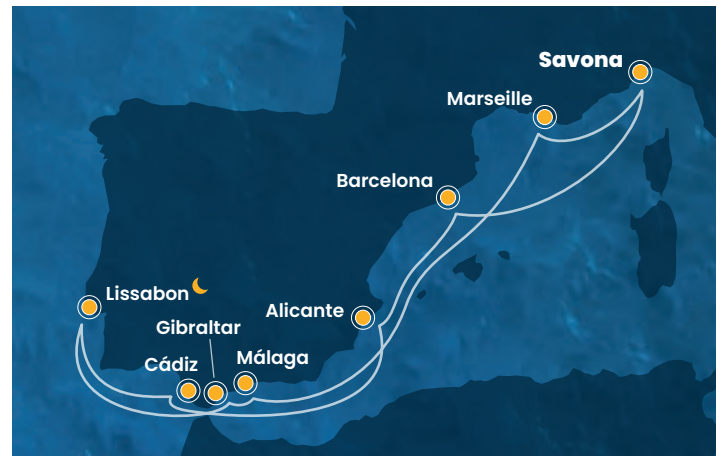 Savona
Marseille
Barcelona
Lissabon
Alicante
Gibraltar
Cádiz
Málaga